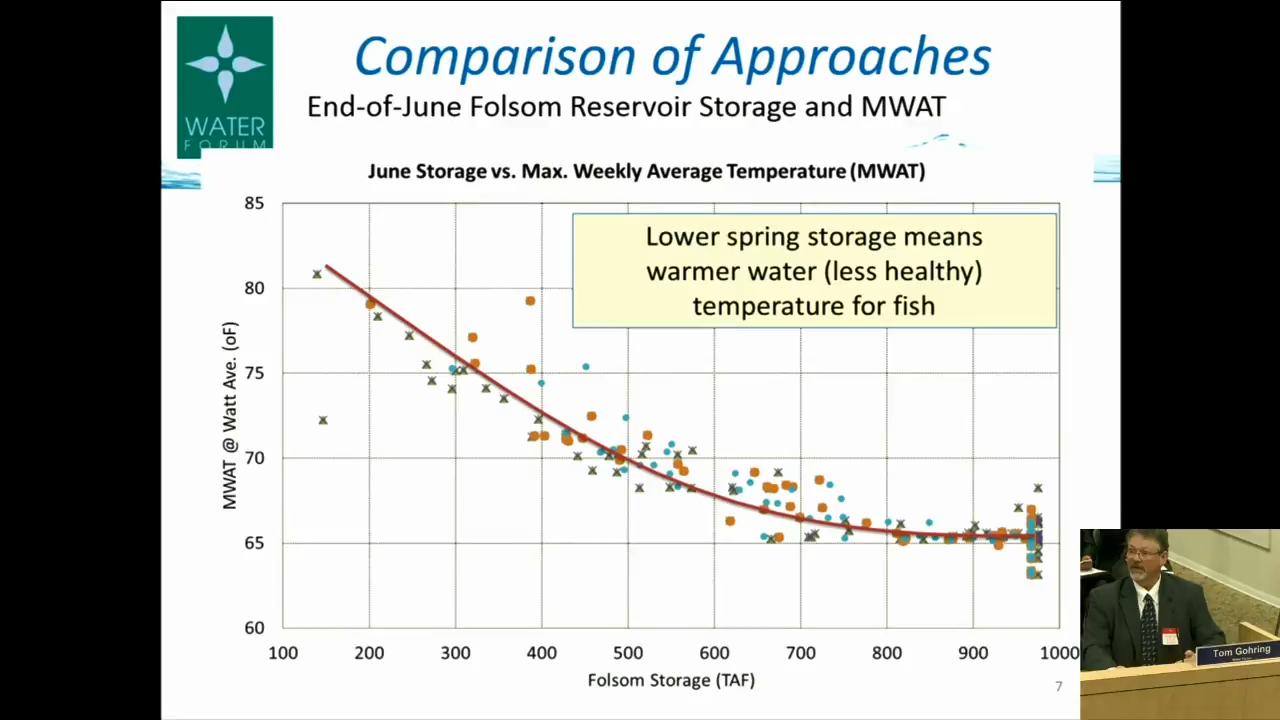 Comparison of Approaches
End-of-June Folsom Reservoir Storage and MWAT
WATER
FORUM
June Storage vs. Max. Weekly Average Temperature (MWAT)
Lower spring storage means
warmer water (less healthy)
temperature for fish
MWAT @ Watt Ave. (oF)
85
80
75
70
65
60
100 200 300 400 500 600 700 800 900 1000
Folsom Storage (TAF)
7
Tom Gohring